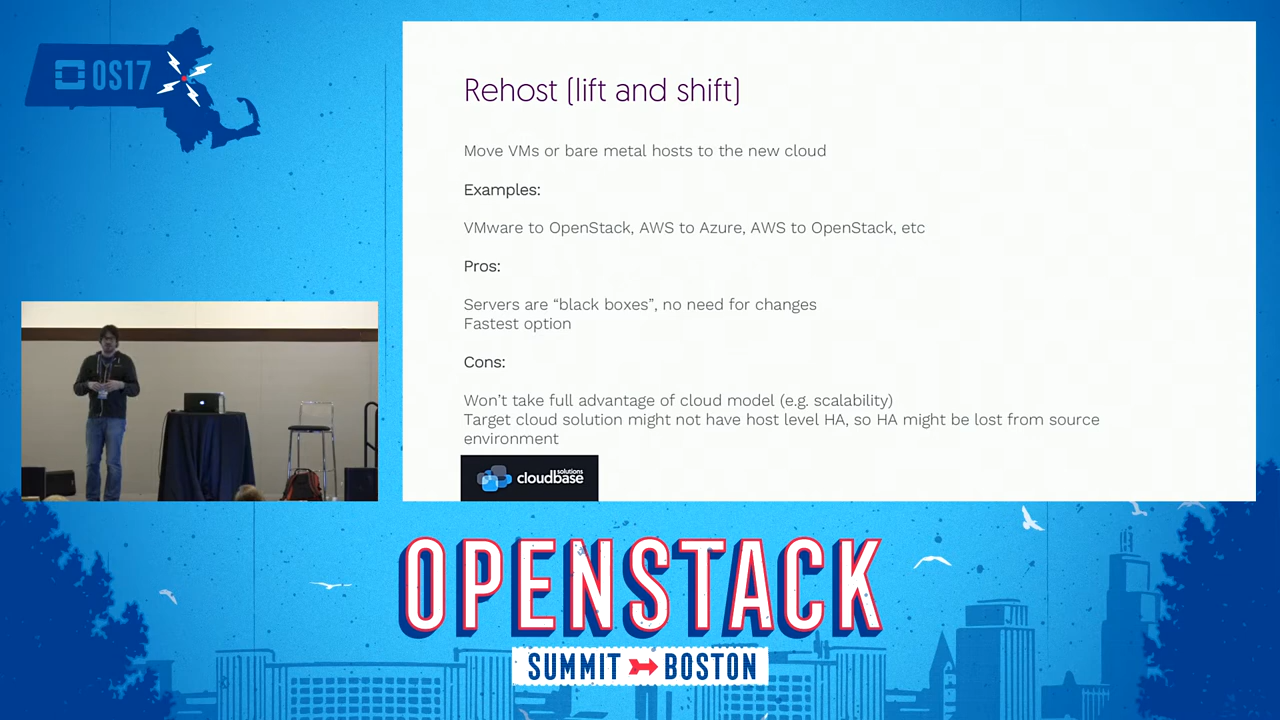 OS17
Rehost (lift and shift)
Move VMs or bare metal hosts to the new cloud
Examples:
VMware to OpenStack, AWS to Azure, AWS to OpenStack, etc
Pros:
Servers are “black boxes”, no need for changes
Fastest option
Cons:
Won’t take full advantage of cloud model (e.g. scalability)
Target cloud solution might not have host level HA, so HA might be lost from source
environment
cloudbase
solutions
OPENSTACK
SUMMIT BOSTON